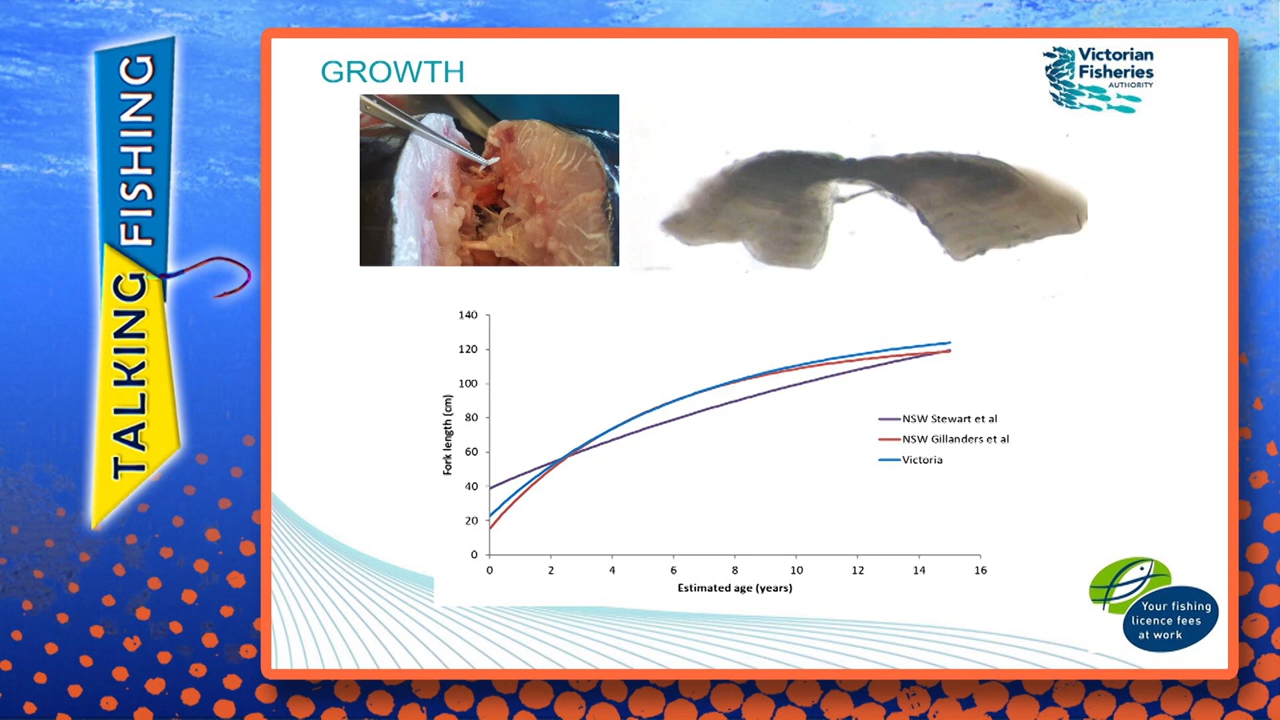 TALKING FISHING
GROWTH
Victorian
Fisheries
AUTHORITY
140
120
100
80
60
40
20
0
Fork length (cm)
0 2 4 6 8 10 12 14 16
Estimated age (years)
NSW Stewart et al
NSW Gillanders et al
Victoria
Your fishing
licence fees
at work